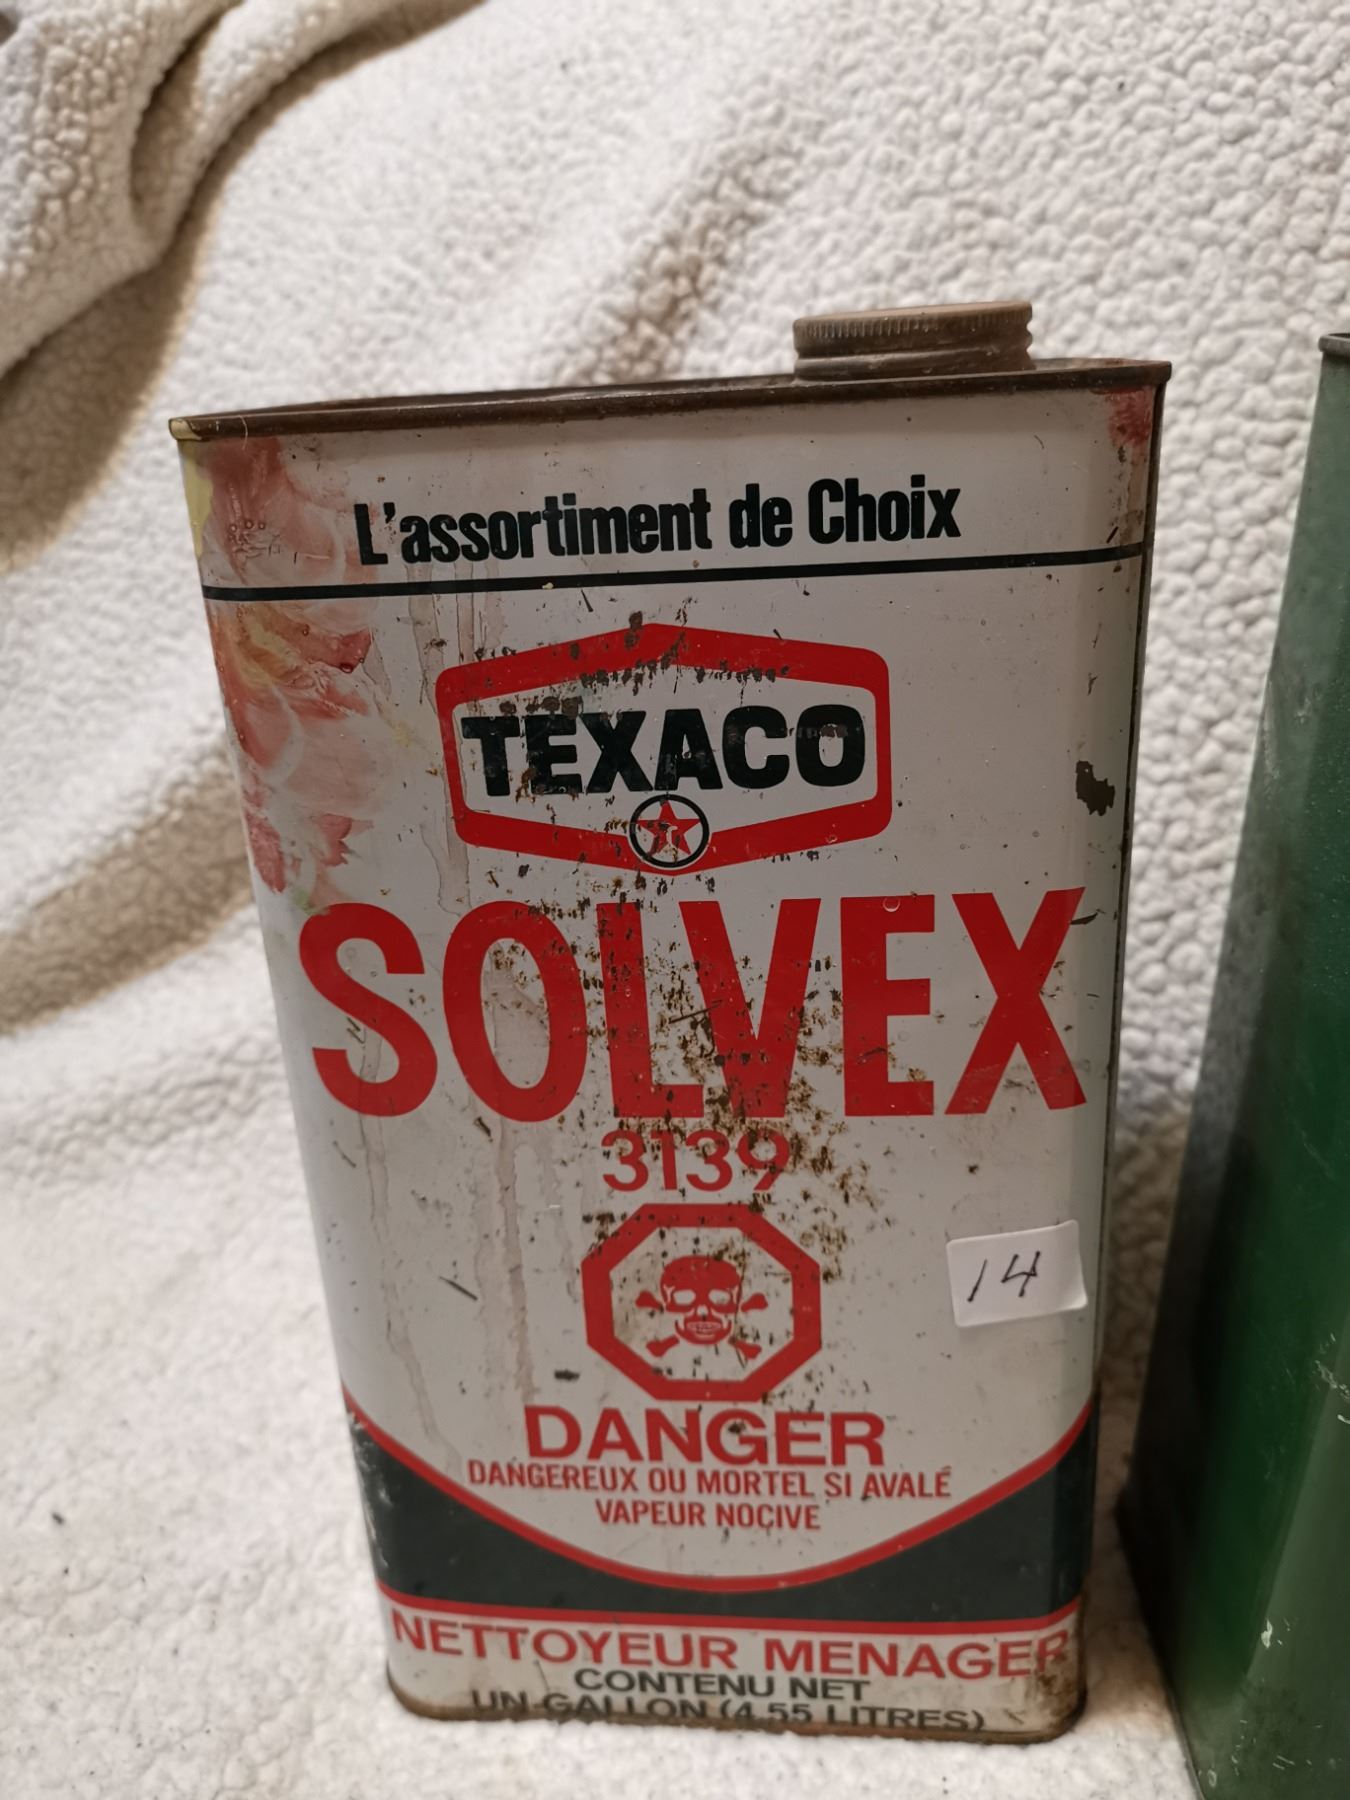 L'assortiment de Choix
TEXACO
T
SOLVEX
3139
14
DANGER
DANGEREUX OU MORTEL SI AVALÉ
VAPEUR NOCIVE
NETTOYEUR MENAGER
CONTENU NET
UN GALLON (4.55 LITRES)